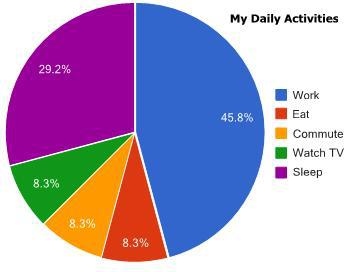 My Daily Activities
29.2%
45.8%
8.3%
8.3%
8.3%
Work
Eat
Commute
Watch TV
Sleep